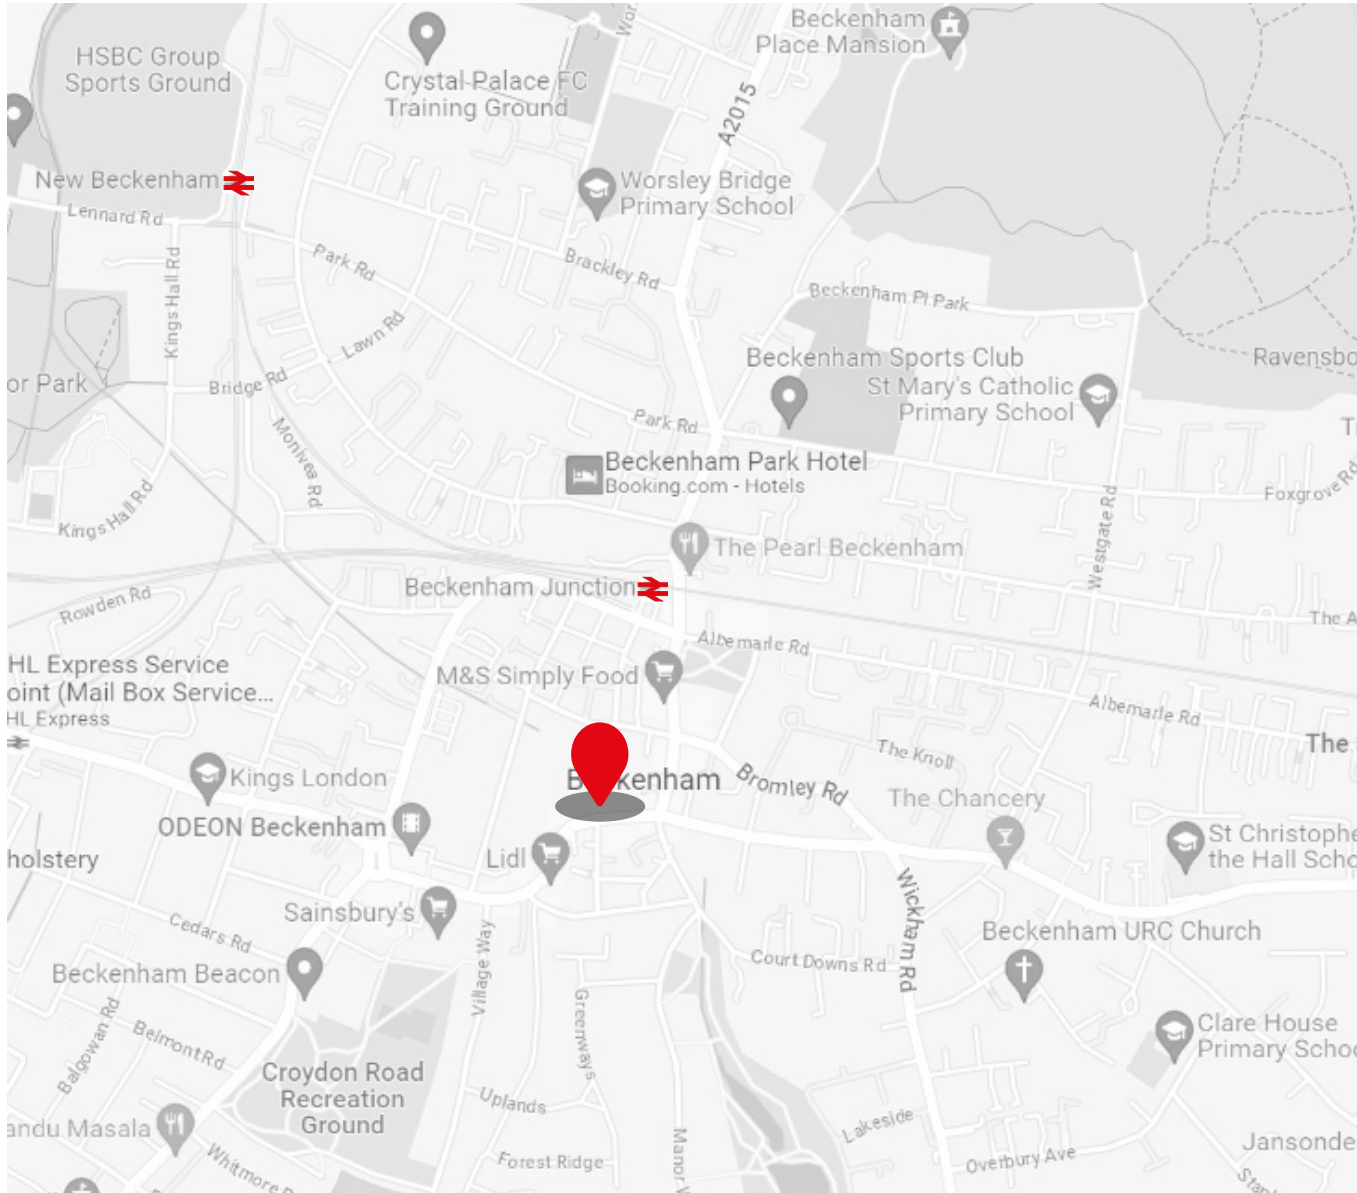 HSBC Group
Sports Ground
Crystal Palace FC
Training Ground
Beckenham
Place Mansion
A2015
New Beckenham
Lennard Rd
Worsley Bridge
Primary School
Park Rd
Brackley Rd
Kings Hall Rd
Beckenham Pl Park
Lawn Rd
Bridge Rd
or Park
Beckenham Sports Club
Ravensbo
St Mary's Catholic
Primary School
Park Rd
Monivea Rd
Beckenham Park Hotel
Booking.com - Hotels
Foxgrove Rd
Kings Hall Rd
Westgate Rd
The Pearl Beckenham
Beckenham Junction
Rowden Rd
The A
Albemarle Rd
HL Express Service
oint (Mail Box Service...
HL Express
M&S Simply Food
Albemarle Rd
The
The Knoll
Kings London
Bromley Rd
The Chancery
ODEON Beckenham
St Christophe
the Hall Scho
holstery
Lidl
Sainsbury's
Wickham Rd
Cedars Rd
Village Way
Beckenham URC Church
Beckenham Beacon
Court Downs Rd
Balgowan Rd
Belmont Rd
Greenways
Clare House
Primary Schoo
Croydon Road
Recreation
Ground
Uplands
andu Masala
Lakeside
Jansonde
Whitmore
Forest Ridge
Manor
Overbury Ave